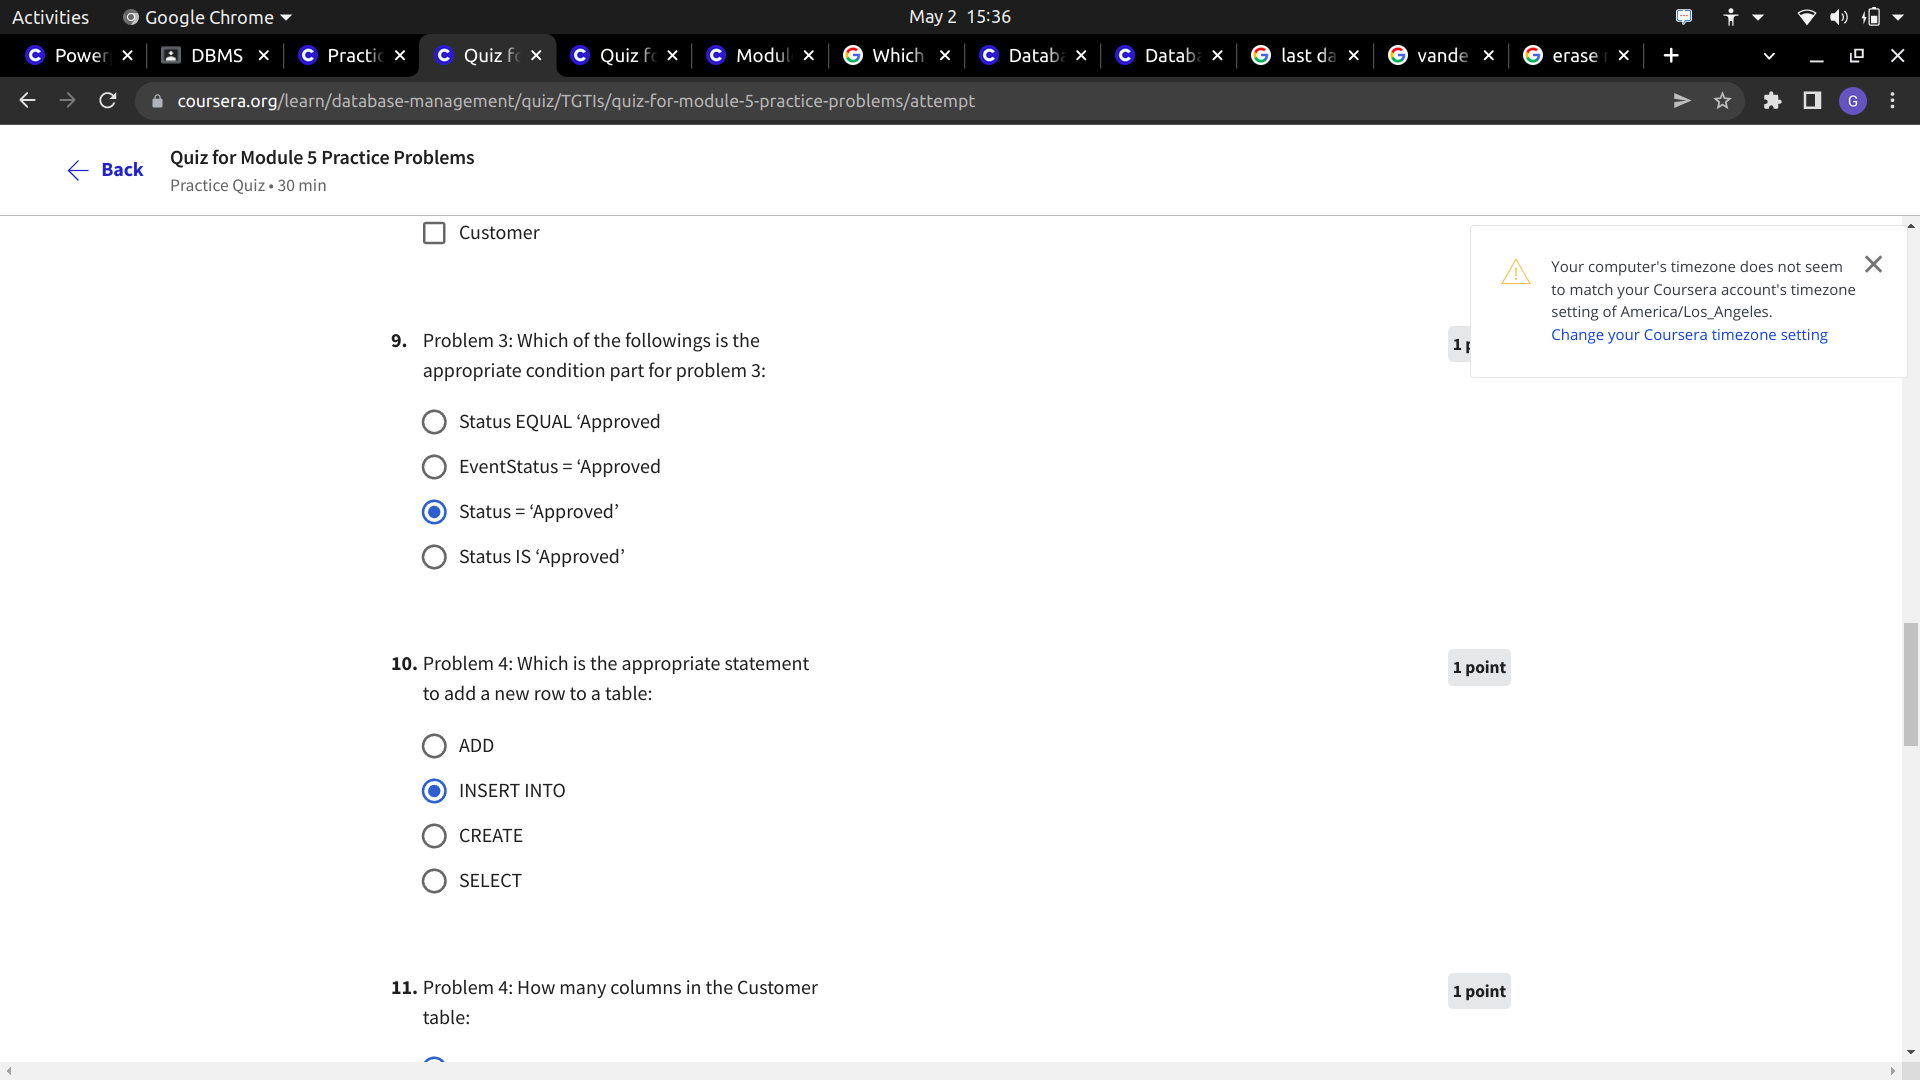 Activities
Google Chrome
May 2 15:36
Power
DBMS
Practic
Quiz fo
Quiz fo
Modul
Which
Databa
Databa
last da
vande
erase
coursera.org/learn/database-management/quiz/TGTIs/quiz-for-module-5-practice-problems/attempt
G
Back
Quiz for Module 5 Practice Problems
Practice Quiz • 30 min
Customer
Your computer's timezone does not seem
to match your Coursera account's timezone
setting of America/Los_Angeles.
Change your Coursera timezone setting
9. Problem 3: Which of the followings is the
appropriate condition part for problem 3:
1 p
Status EQUAL ‘Approved
EventStatus = ‘Approved
Status = ‘Approved’
Status IS ‘Approved’
10. Problem 4: Which is the appropriate statement
to add a new row to a table:
1 point
ADD
INSERT INTO
CREATE
SELECT
11. Problem 4: How many columns in the Customer
table:
1 point